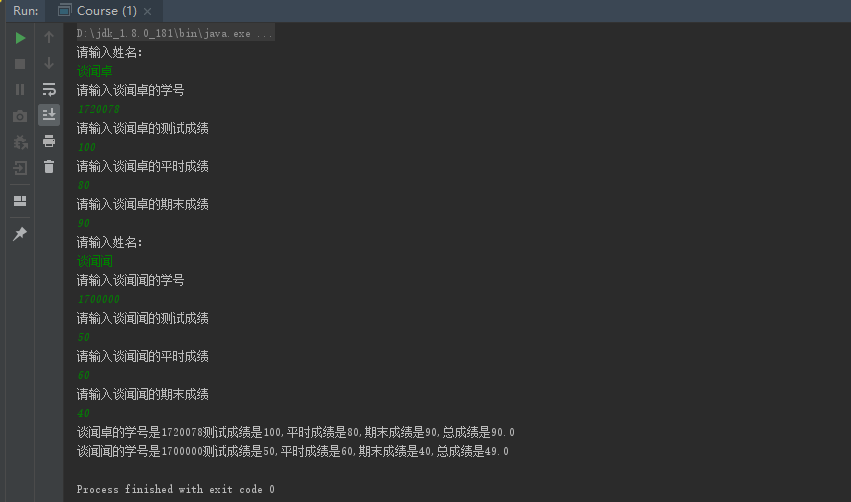 Run: Course (1) ×
D:\jdk_1.8.0_181\bin\java.exe ...
请输入姓名:
谈闻卓
请输入谈闻卓的学号
1720078
请输入谈闻卓的测试成绩
100
请输入谈闻卓的平时成绩
80
请输入谈闻卓的期末成绩
90
请输入姓名:
谈闻闻
请输入谈闻闻的学号
1700000
请输入谈闻闻的测试成绩
50
请输入谈闻闻的平时成绩
60
请输入谈闻闻的期末成绩
40
谈闻卓的学号是1720078测试成绩是100,平时成绩是80,期末成绩是90,总成绩是90.0
谈闻闻的学号是1700000测试成绩是50,平时成绩是60,期末成绩是40,总成绩是49.0
Process finished with exit code 0